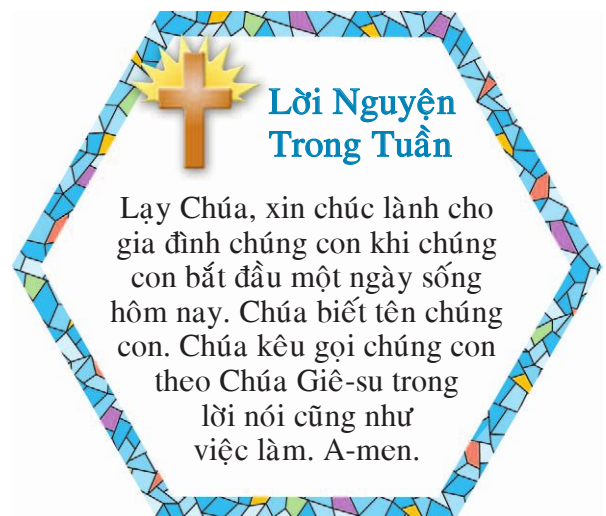 Lời Nguyện
Trong Tuần
Lạy Chúa, xin chúc lành cho
gia đình chúng con khi chúng
con bắt đầu một ngày sống
hôm nay. Chúa biết tên chúng
con. Chúa kêu gọi chúng con
theo Chúa Giê-su trong
lời nói cũng như
việc làm. A-men.